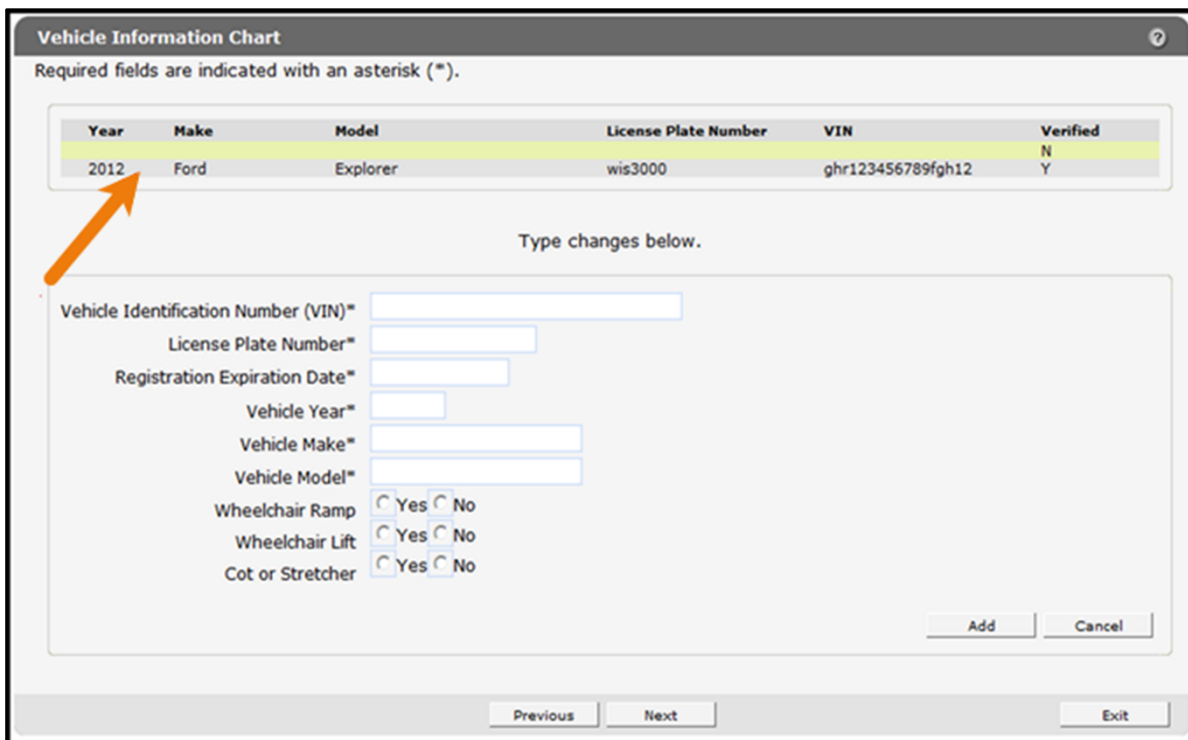 Vehicle Information Chart ?
Required fields are indicated with an asterisk (*).
Year Make Model License Plate Number VIN Verified
N
2012 Ford Explorer wis3000 ghr123456789fgh12 Y
Type changes below.
Vehicle Identification Number (VIN)*
License Plate Number*
Registration Expiration Date*
Vehicle Year*
Vehicle Make*
Vehicle Model*
Wheelchair Ramp Yes No
Wheelchair Lift Yes No
Cot or Stretcher Yes No
Add Cancel
Previous Next Exit